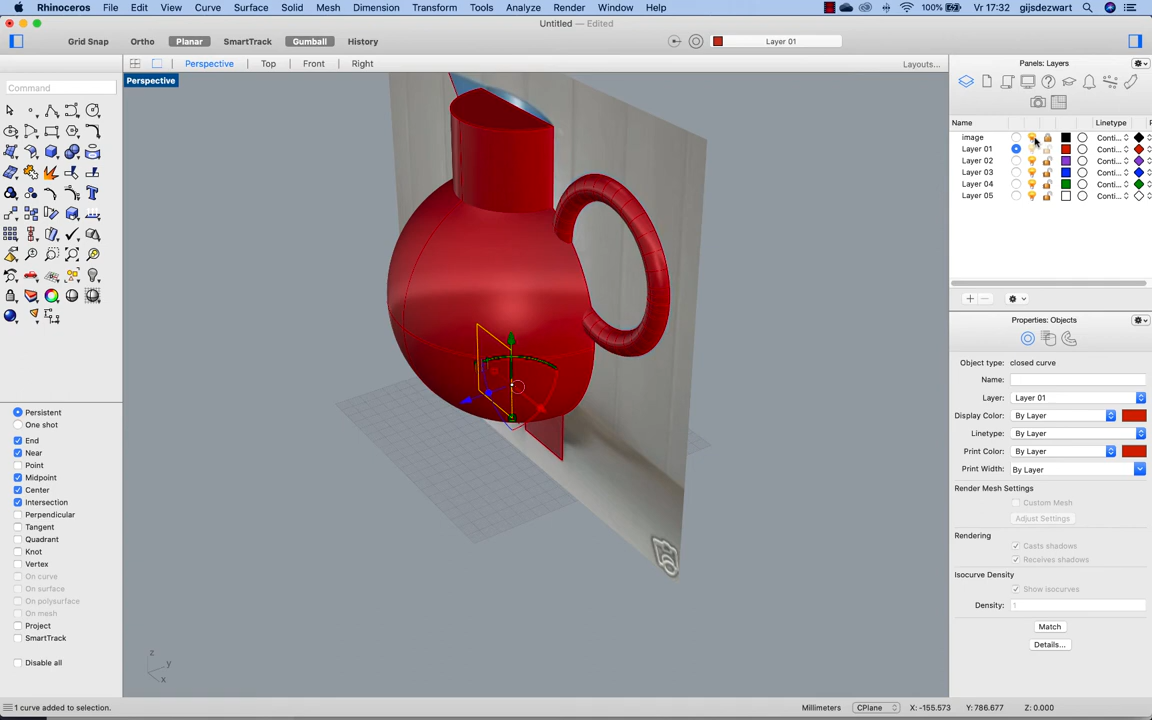 Rhinoceros File Edit View Curve Surface Solid Mesh Dimension Transform Tools Analyze Render Window Help 100% Vr 17:32 gijsdezwart
Untitled — Edited
Grid Snap Ortho Planar SmartTrack Gumball History Layer 01
Perspective Top Front Right Layouts... Panels: Layers
Perspective
Command
Name Linetype P
image Conti...
Layer 01 Conti...
Layer 02 Conti...
Layer 03 Conti...
Layer 04 Conti...
Layer 05 Conti...
Properties: Objects
Object type: closed curve
Name:
Layer: Layer 01
Display Color: By Layer
Linetype: By Layer
Print Color: By Layer
Print Width: By Layer
Render Mesh Settings
Custom Mesh
Adjust Settings
Rendering
Casts shadows
Receives shadows
Isocurve Density
Show isocurves
Density: 1
Match
Details...
Persistent
One shot
End
Near
Point
Midpoint
Center
Intersection
Perpendicular
Tangent
Quadrant
Knot
Vertex
On curve
On surface
On polysurface
On mesh
Project
SmartTrack
Disable all
z
y
x
1 curve added to selection. Millimeters CPlane X: -155.573 Y: 786.677 Z: 0.000